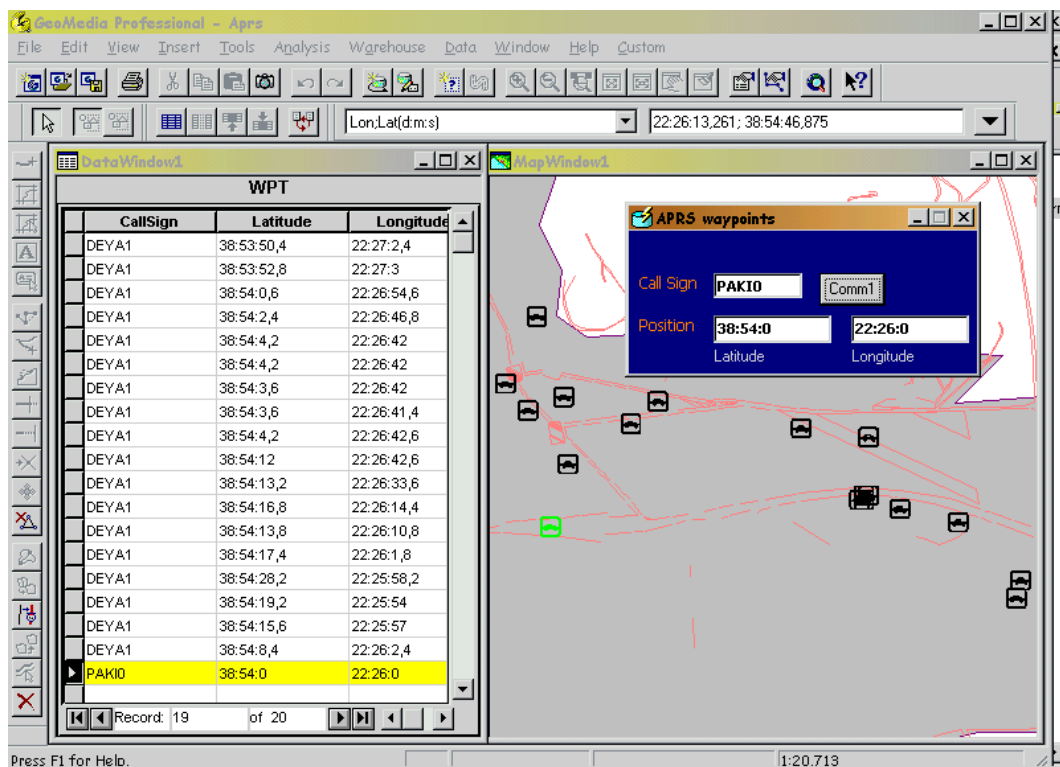 GeoMedia Professional - Aprs
File Edit View Insert Tools Analysis Warehouse Data Window Help Custom
Lon;Lat(d:m:s) 22:26:13,261; 38:54:46,875
DataWindow1
WPT
CallSign Latitude Longitude
DEYA1 38:53:50,4 22:27:2,4
DEYA1 38:53:52,8 22:27:3
DEYA1 38:54:0,6 22:26:54,6
DEYA1 38:54:2,4 22:26:46,8
DEYA1 38:54:4,2 22:26:42
DEYA1 38:54:4,2 22:26:42
DEYA1 38:54:3,6 22:26:42
DEYA1 38:54:3,6 22:26:41,4
DEYA1 38:54:4,2 22:26:42,6
DEYA1 38:54:12 22:26:42,6
DEYA1 38:54:13,2 22:26:33,6
DEYA1 38:54:16,8 22:26:14,4
DEYA1 38:54:13,8 22:26:10,8
DEYA1 38:54:17,4 22:26:1,8
DEYA1 38:54:28,2 22:25:58,2
DEYA1 38:54:19,2 22:25:54
DEYA1 38:54:15,6 22:25:57
DEYA1 38:54:8,4 22:26:2,4
PAKI0 38:54:0 22:26:0
Record: 19 of 20
MapWindow1
APRS waypoints
Call Sign PAKI0 Comm1
Position 38:54:0 22:26:0
Latitude Longitude
Press F1 for Help. 1:20.713